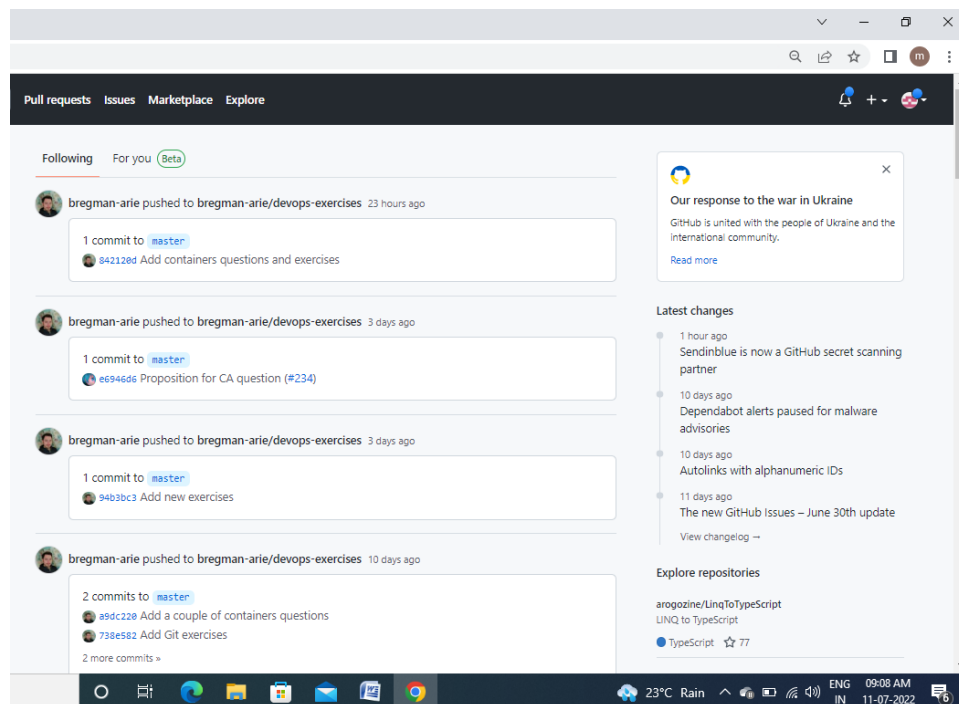 m
Pull requests Issues Marketplace Explore
Following For you Beta
bregman-arie pushed to bregman-arie/devops-exercises 23 hours ago
1 commit to master
842120d Add containers questions and exercises
bregman-arie pushed to bregman-arie/devops-exercises 3 days ago
1 commit to master
e6946d6 Proposition for CA question (#234)
bregman-arie pushed to bregman-arie/devops-exercises 3 days ago
1 commit to master
94b3bc3 Add new exercises
bregman-arie pushed to bregman-arie/devops-exercises 10 days ago
2 commits to master
a9dc220 Add a couple of containers questions
738e582 Add Git exercises
2 more commits »
Our response to the war in Ukraine
GitHub is united with the people of Ukraine and the
international community.
Read more
Latest changes
1 hour ago
Sendinblue is now a GitHub secret scanning
partner
10 days ago
Dependabot alerts paused for malware
advisories
10 days ago
Autolinks with alphanumeric IDs
11 days ago
The new GitHub Issues – June 30th update
View changelog →
Explore repositories
arogozine/LinqToTypeScript
LINQ to TypeScript
TypeScript 77
23°C Rain
ENG
IN
09:08 AM
11-07-2022
6